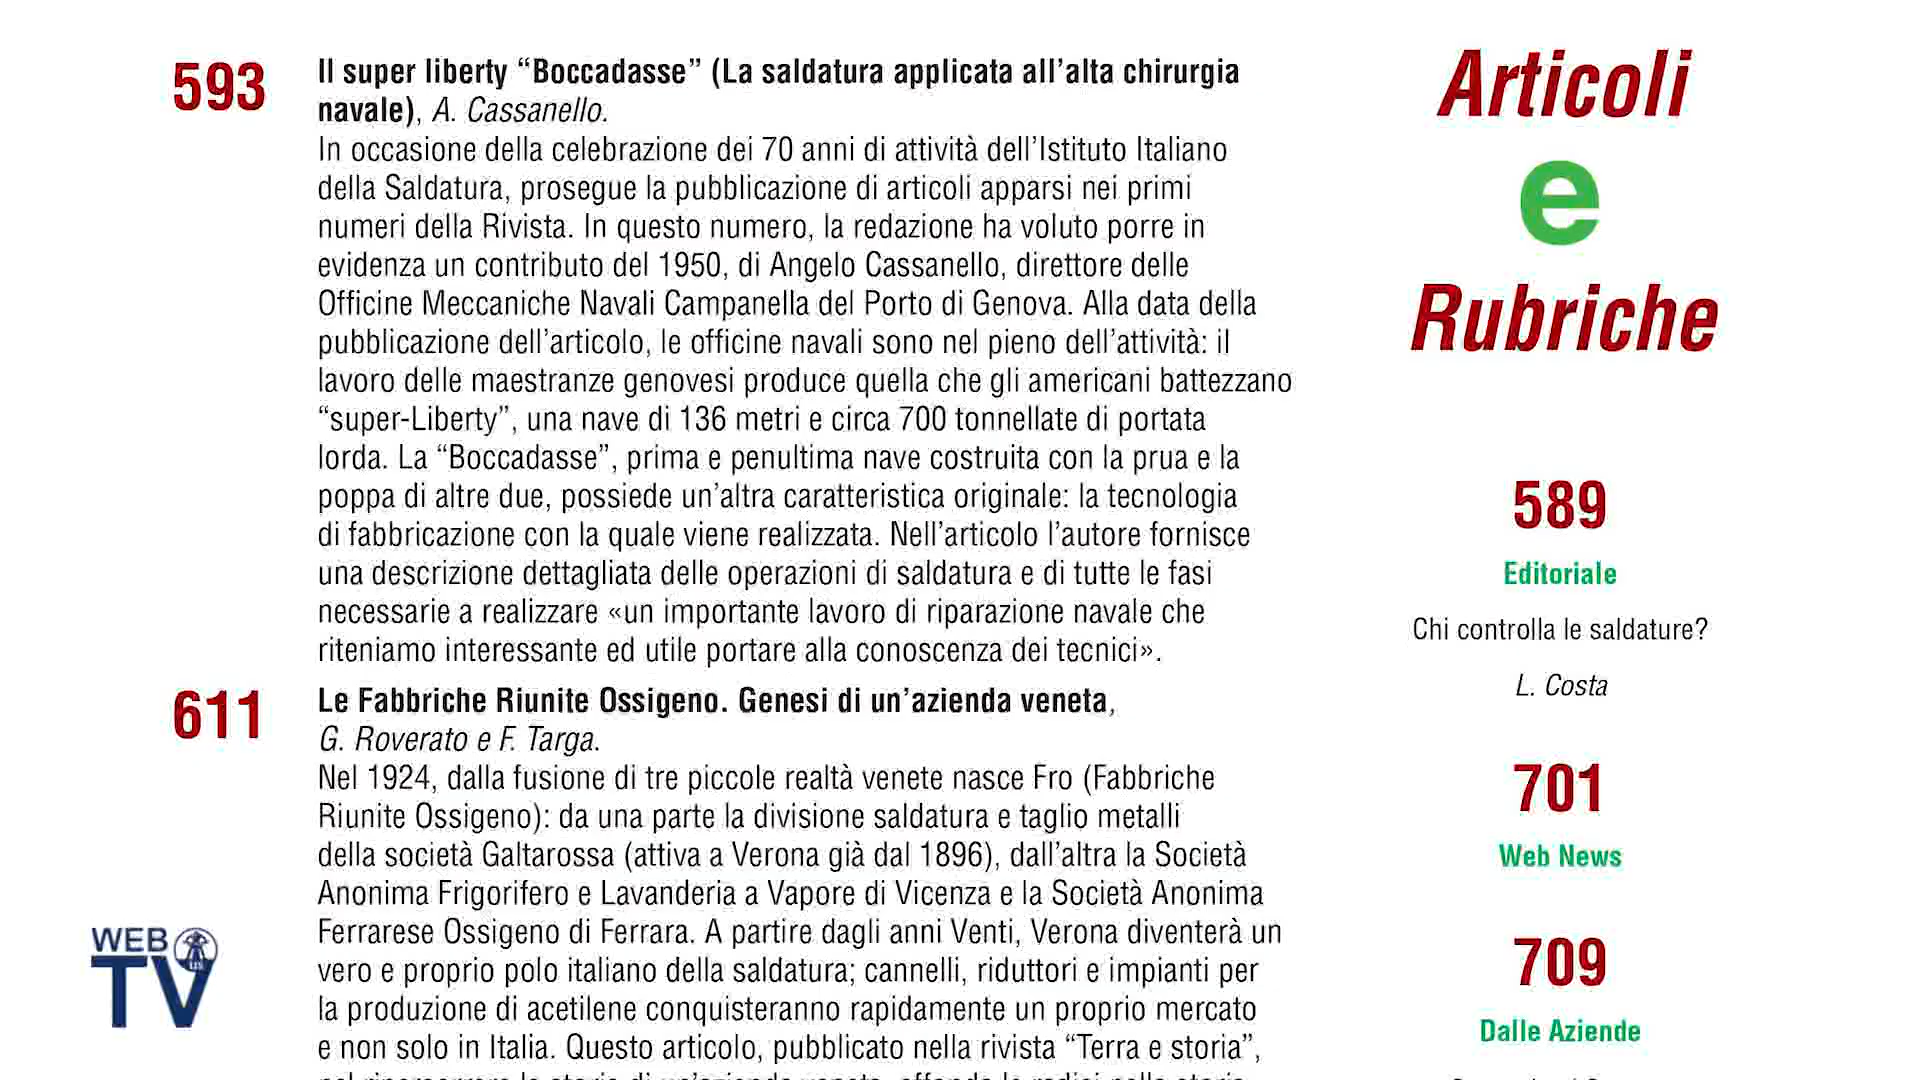 593
Il super liberty “Boccadasse” (La saldatura applicata all’alta chirurgia
navale), A. Cassanello.
In occasione della celebrazione dei 70 anni di attività dell’Istituto Italiano
della Saldatura, prosegue la pubblicazione di articoli apparsi nei primi
numeri della Rivista. In questo numero, la redazione ha voluto porre in
evidenza un contributo del 1950, di Angelo Cassanello, direttore delle
Officine Meccaniche Navali Campanella del Porto di Genova. Alla data della
pubblicazione dell’articolo, le officine navali sono nel pieno dell’attività: il
lavoro delle maestranze genovesi produce quella che gli americani battezzano
“super-Liberty”, una nave di 136 metri e circa 700 tonnellate di portata
lorda. La “Boccadasse”, prima e penultima nave costruita con la prua e la
poppa di altre due, possiede un’altra caratteristica originale: la tecnologia
di fabbricazione con la quale viene realizzata. Nell’articolo l’autore fornisce
una descrizione dettagliata delle operazioni di saldatura e di tutte le fasi
necessarie a realizzare «un importante lavoro di riparazione navale che
riteniamo interessante ed utile portare alla conoscenza dei tecnici».
611
Le Fabbriche Riunite Ossigeno. Genesi di un’azienda veneta,
G. Roverato e F. Targa.
Nel 1924, dalla fusione di tre piccole realtà venete nasce Fro (Fabbriche
Riunite Ossigeno): da una parte la divisione saldatura e taglio metalli
della società Galtarossa (attiva a Verona già dal 1896), dall’altra la Società
Anonima Frigorifero e Lavanderia a Vapore di Vicenza e la Società Anonima
Ferrarese Ossigeno di Ferrara. A partire dagli anni Venti, Verona diventerà un
vero e proprio polo italiano della saldatura; cannelli, riduttori e impianti per
la produzione di acetilene conquisteranno rapidamente un proprio mercato
e non solo in Italia. Questo articolo, pubblicato nella rivista “Terra e storia”,
Articoli
e
Rubriche
589
Editoriale
Chi controlla le saldature?
L. Costa
701
Web News
709
Dalle Aziende
WEB
TV